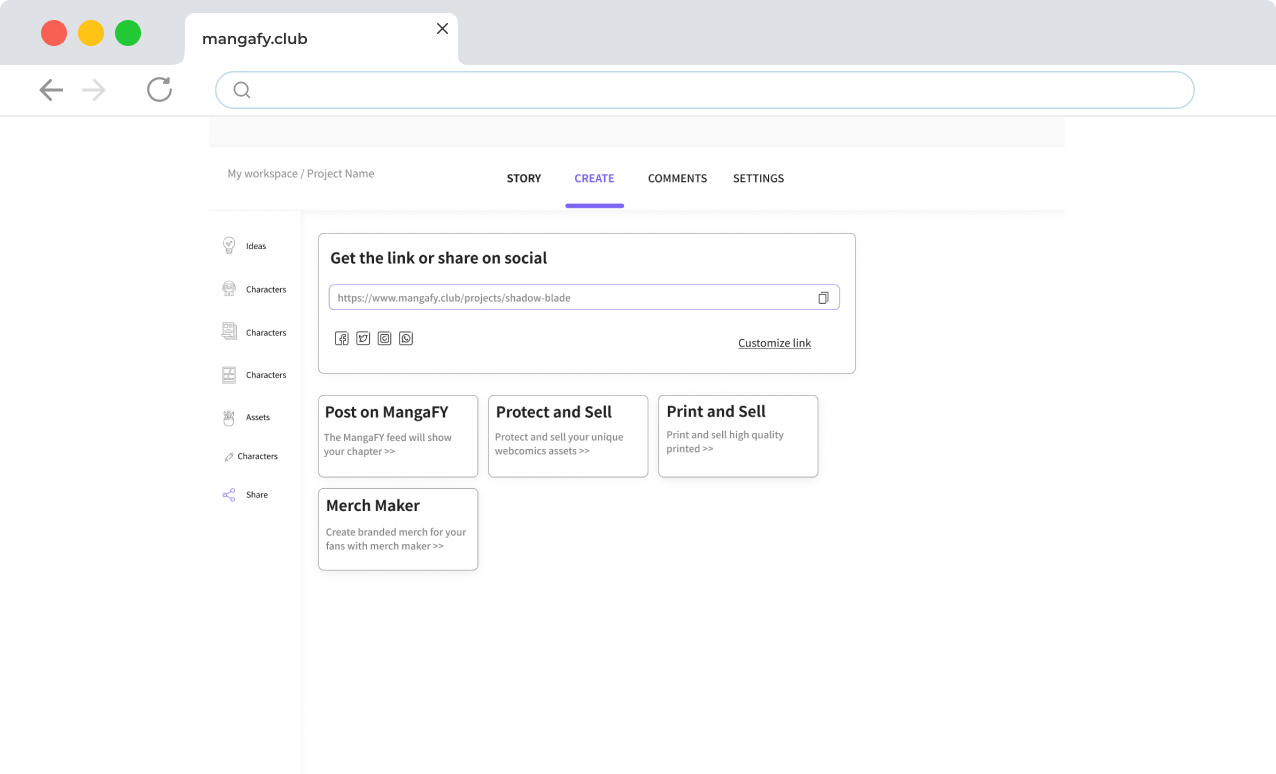 mangafy.club
My workspace / Project Name
STORY CREATE COMMENTS SETTINGS
Ideas
Characters
Characters
Characters
Assets
Characters
Share
Get the link or share on social
https://www.mangafy.club/projects/shadow-blade
Customize link
Post on MangaFY
The MangaFY feed will show
your chapter >>
Protect and Sell
Protect and sell your unique
webcomics assets >>
Print and Sell
Print and sell high quality
printed >>
Merch Maker
Create branded merch for your
fans with merch maker >>